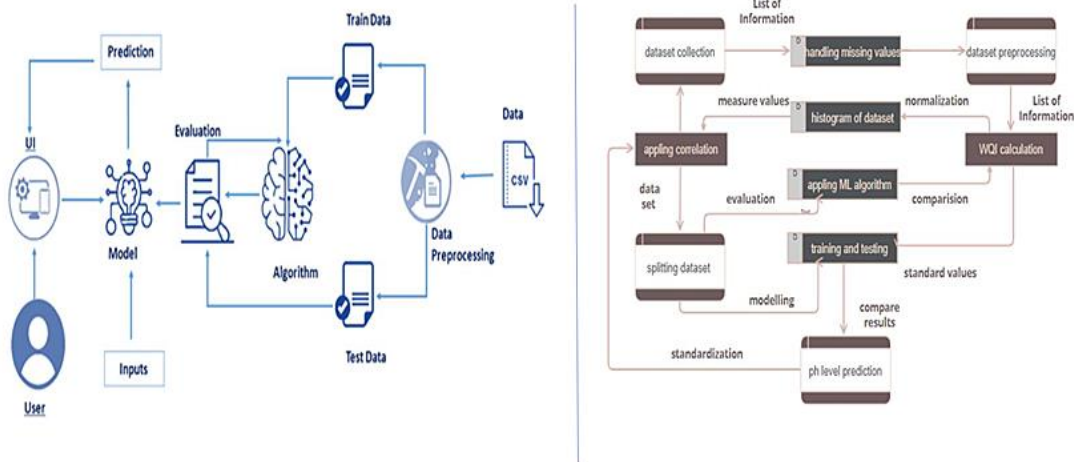 Train Data
Prediction
UI
Evaluation
Data
CSV
Model
Algorithm
Data
Preprocessing
Inputs
Test Data
User
List of
Information
dataset collection
D
handling missing values
dataset preprocessing
measure values
normalization
List of
Information
D
histogram of dataset
appling correlation
WQI calculation
data
set
evaluation
D
appling ML algorithm
comparision
D
training and testing
splitting dataset
standard values
modelling
compare
results
standardization
ph level prediction